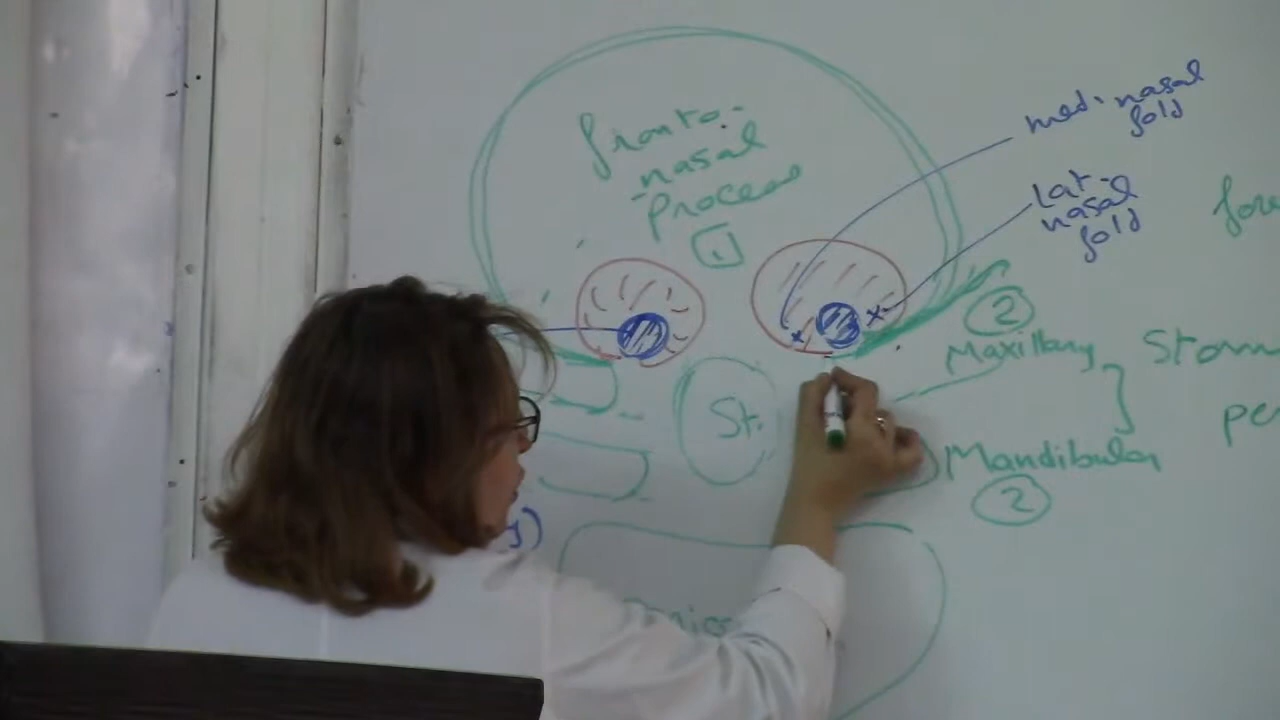 fronto-
nasal
Process
1
med. nasal
fold
Lat-
nasal
fold
2
Maxillary
St.
Mandibular
2